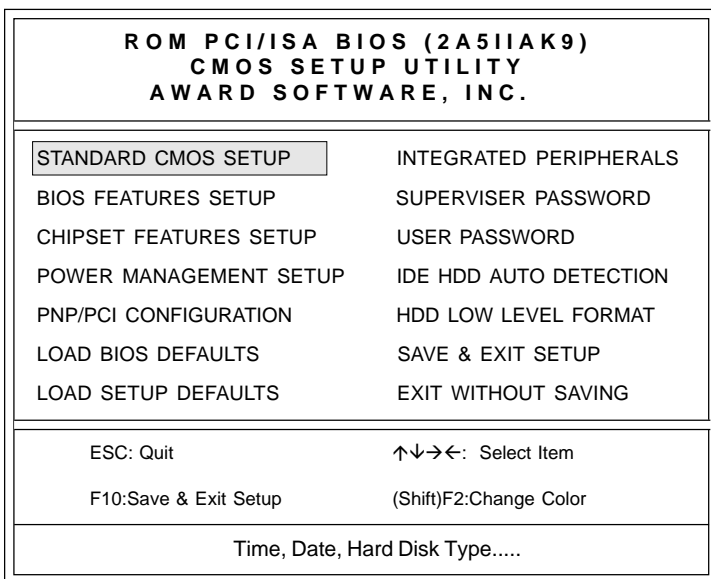 ROM PCI/ISA BIOS (2A5IIAK9)
CMOS SETUP UTILITY
AWARD SOFTWARE, INC.
STANDARD CMOS SETUP
BIOS FEATURES SETUP
CHIPSET FEATURES SETUP
POWER MANAGEMENT SETUP
PNP/PCI CONFIGURATION
LOAD BIOS DEFAULTS
LOAD SETUP DEFAULTS
INTEGRATED PERIPHERALS
SUPERVISER PASSWORD
USER PASSWORD
IDE HDD AUTO DETECTION
HDD LOW LEVEL FORMAT
SAVE & EXIT SETUP
EXIT WITHOUT SAVING
ESC: Quit
↑↓→←: Select Item
F10:Save & Exit Setup
(Shift)F2:Change Color
Time, Date, Hard Disk Type.....